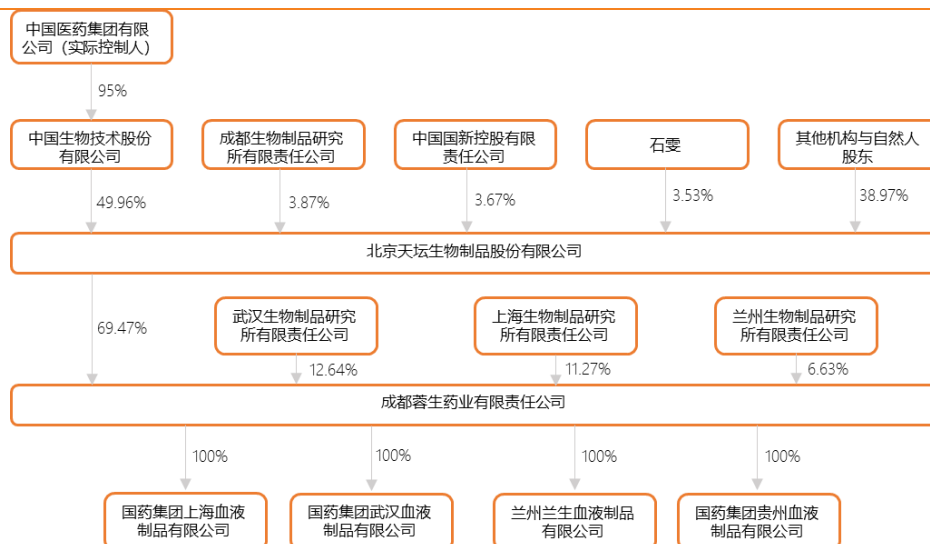 中国医药集团有限
公司（实际控制人）
95%
中国生物技术股份
有限公司
成都生物制品研究
所有限责任公司
中国国新控股有限
责任公司
石雯
其他机构与自然人
股东
49.96%
3.87%
3.67%
3.53%
38.97%
北京天坛生物制品股份有限公司
69.47%
武汉生物制品研究
所有限责任公司
上海生物制品研究
所有限责任公司
兰州生物制品研究
所有限责任公司
12.64%
11.27%
6.63%
成都蓉生药业有限责任公司
100%
100%
100%
100%
国药集团上海血液
制品有限公司
国药集团武汉血液
制品有限公司
兰州兰生血液制品
有限公司
国药集团贵州血液
制品有限公司